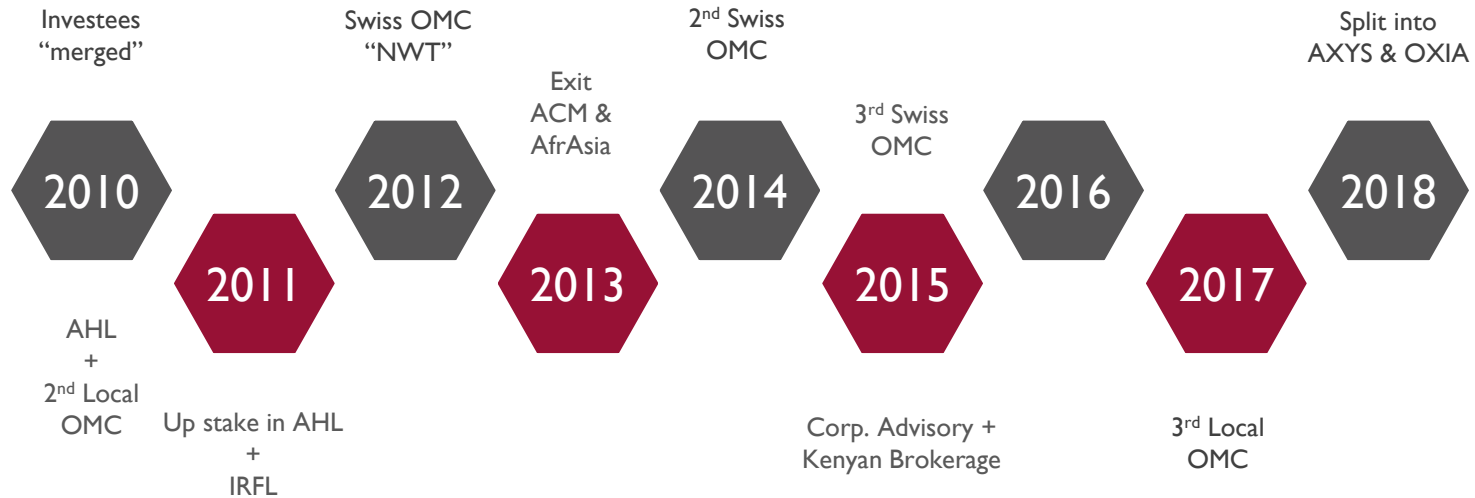 Investees
“merged”
2010
AHL
+
2nd Local
OMC
2011
Up stake in AHL
+
IRFL
Swiss OMC
“NWT”
2012
Exit
ACM &
AfrAsia
2013
2nd Swiss
OMC
2014
3rd Swiss
OMC
2015
Corp. Advisory +
Kenyan Brokerage
2016
2017
3rd Local
OMC
Split into
AXYS & OXIA
2018